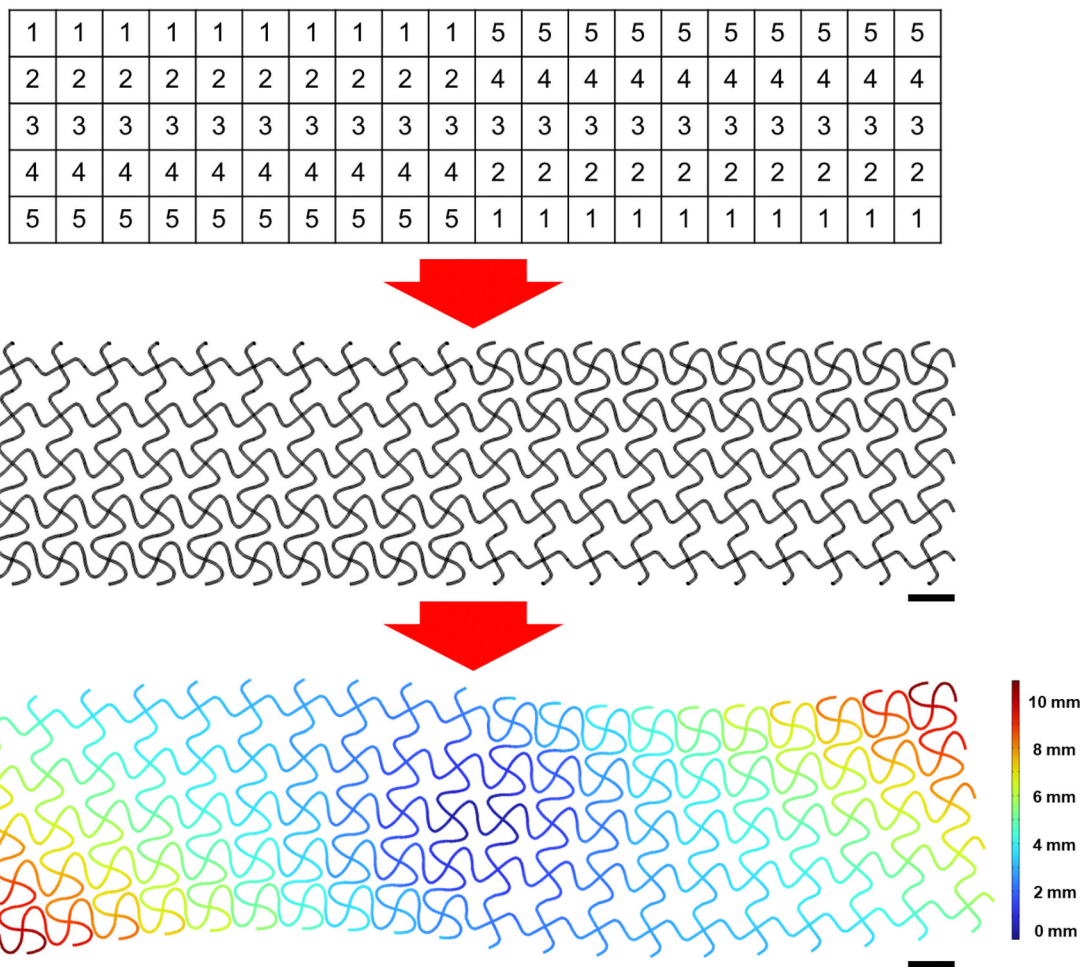 1 1 1 1 1 1 1 1 1 1 5 5 5 5 5 5 5 5 5 5
2 2 2 2 2 2 2 2 2 2 4 4 4 4 4 4 4 4 4 4
3 3 3 3 3 3 3 3 3 3 3 3 3 3 3 3 3 3 3 3
4 4 4 4 4 4 4 4 4 4 2 2 2 2 2 2 2 2 2 2
5 5 5 5 5 5 5 5 5 5 1 1 1 1 1 1 1 1 1 1
10 mm
8 mm
6 mm
4 mm
2 mm
0 mm